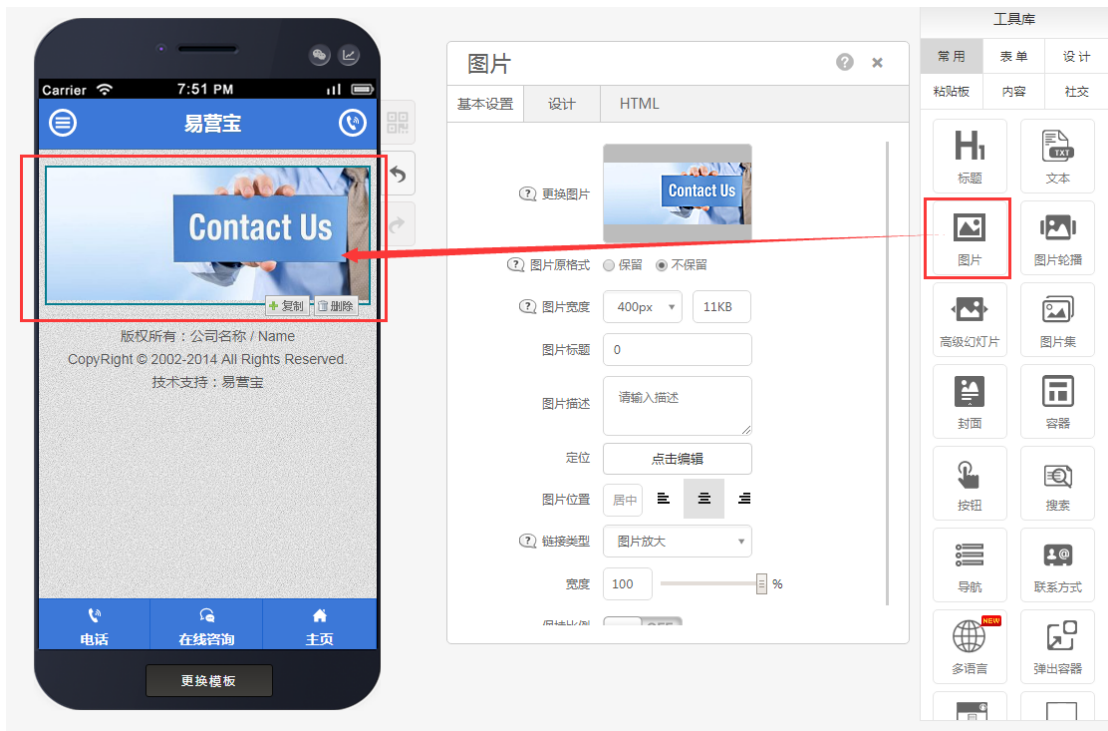 Carrier 7:51 PM
易营宝
Contact Us
复制 删除
版权所有：公司名称 / Name
CopyRight © 2002-2014 All Rights Reserved.
技术支持：易营宝
电话 在线咨询 主页
更换模板
图片
基本设置 设计 HTML
更换图片
Contact Us
图片原格式 保留 不保留
图片宽度 400px 11KB
图片标题 0
图片描述 请输入描述
定位 点击编辑
图片位置 居中
链接类型 图片放大
宽度 100 %
工具库
常用 表单 设计
粘贴板 内容 社交
H1 TXT
标题 文本
图片 图片轮播
高级幻灯片 图片集
封面 容器
按钮 搜索
导航 联系方式
NEW
多语言 弹出容器